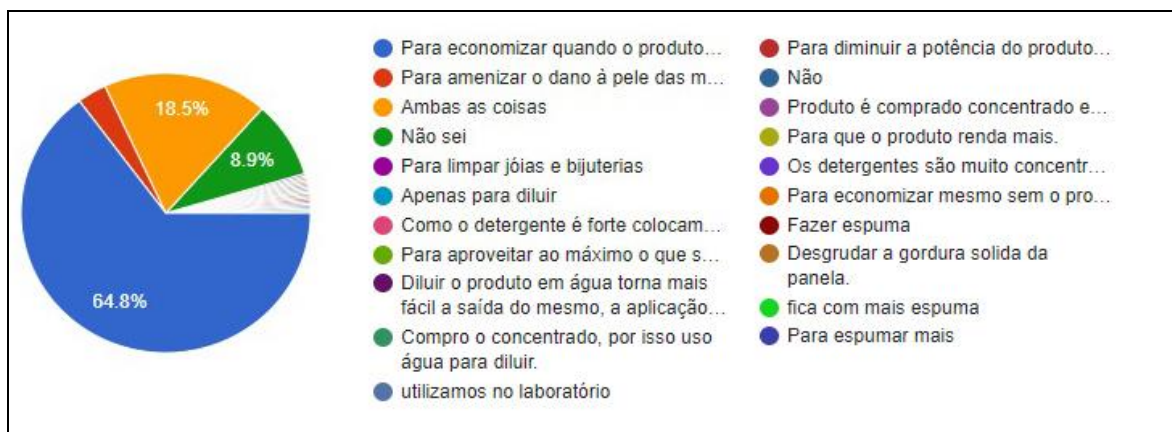 18.5%
8.9%
64.8%
Para economizar quando o produto…
Para amenizar o dano à pele das m…
Ambas as coisas
Não sei
Para limpar jóias e bijuterias
Apenas para diluir
Como o detergente é forte colocam…
Para aproveitar ao máximo o que s…
Diluir o produto em água torna mais
fácil a saída do mesmo, a aplicação…
Compro o concentrado, por isso uso
água para diluir.
utilizamos no laboratório
Para diminuir a potência do produto…
Não
Produto é comprado concentrado e…
Para que o produto renda mais.
Os detergentes são muito concentr…
Para economizar mesmo sem o pro…
Fazer espuma
Desgrudar a gordura solida da
panela.
fica com mais espuma
Para espumar mais